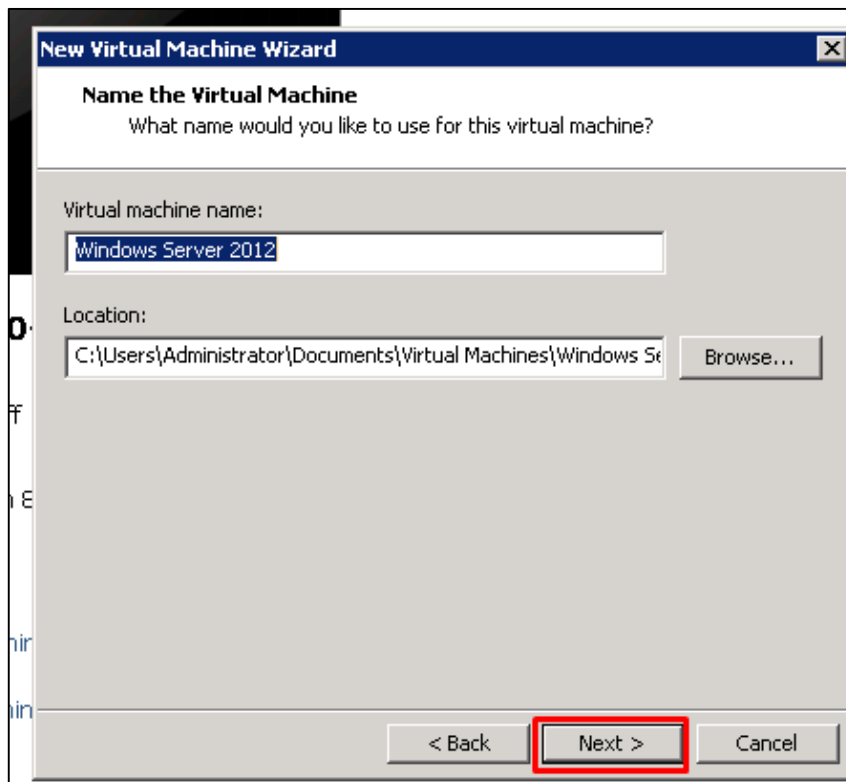 New Virtual Machine Wizard
Name the Virtual Machine
What name would you like to use for this virtual machine?
Virtual machine name:
Windows Server 2012
Location:
C:\Users\Administrator\Documents\Virtual Machines\Windows Se
Browse...
ff
< Back
Next >
Cancel